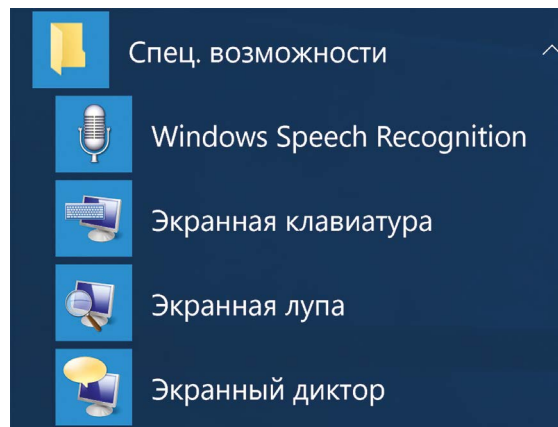 Спец. возможности
Windows Speech Recognition
Экранная клавиатура
Экранная лупа
Экранный диктор